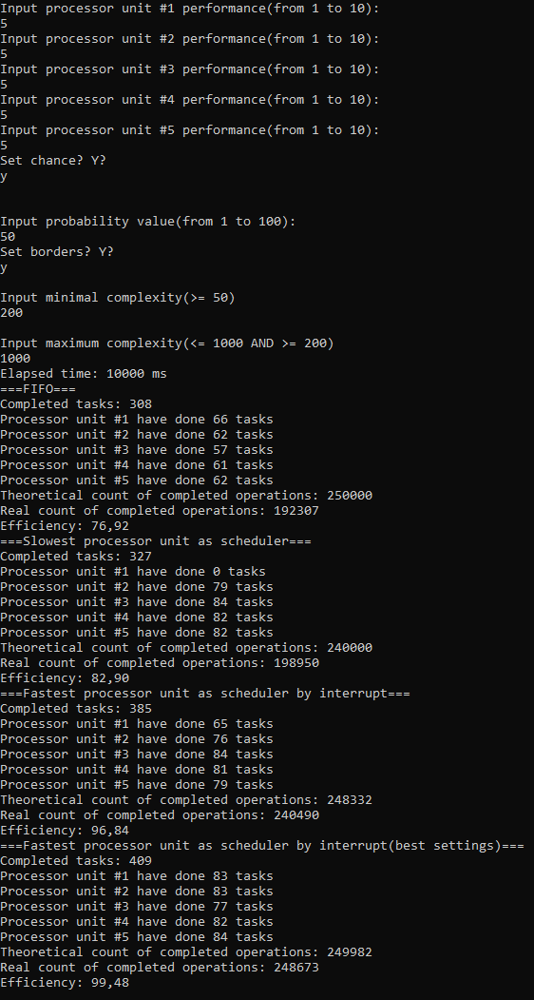 Input processor unit #1 performance(from 1 to 10):
5
Input processor unit #2 performance(from 1 to 10):
5
Input processor unit #3 performance(from 1 to 10):
5
Input processor unit #4 performance(from 1 to 10):
5
Input processor unit #5 performance(from 1 to 10):
5
Set chance? Y?
y
Input probability value(from 1 to 100):
50
Set borders? Y?
y
Input minimal complexity(>= 50)
200
Input maximum complexity(<= 1000 AND >= 200)
1000
Elapsed time: 10000 ms
===FIFO===
Completed tasks: 308
Processor unit #1 have done 66 tasks
Processor unit #2 have done 62 tasks
Processor unit #3 have done 57 tasks
Processor unit #4 have done 61 tasks
Processor unit #5 have done 62 tasks
Theoretical count of completed operations: 250000
Real count of completed operations: 192307
Efficiency: 76,92
===Slowest processor unit as scheduler===
Completed tasks: 327
Processor unit #1 have done 0 tasks
Processor unit #2 have done 79 tasks
Processor unit #3 have done 84 tasks
Processor unit #4 have done 82 tasks
Processor unit #5 have done 82 tasks
Theoretical count of completed operations: 240000
Real count of completed operations: 198950
Efficiency: 82,90
===Fastest processor unit as scheduler by interrupt===
Completed tasks: 385
Processor unit #1 have done 65 tasks
Processor unit #2 have done 76 tasks
Processor unit #3 have done 84 tasks
Processor unit #4 have done 81 tasks
Processor unit #5 have done 79 tasks
Theoretical count of completed operations: 248332
Real count of completed operations: 240490
Efficiency: 96,84
===Fastest processor unit as scheduler by interrupt(best settings)===
Completed tasks: 409
Processor unit #1 have done 83 tasks
Processor unit #2 have done 83 tasks
Processor unit #3 have done 77 tasks
Processor unit #4 have done 82 tasks
Processor unit #5 have done 84 tasks
Theoretical count of completed operations: 249982
Real count of completed operations: 248673
Efficiency: 99,48